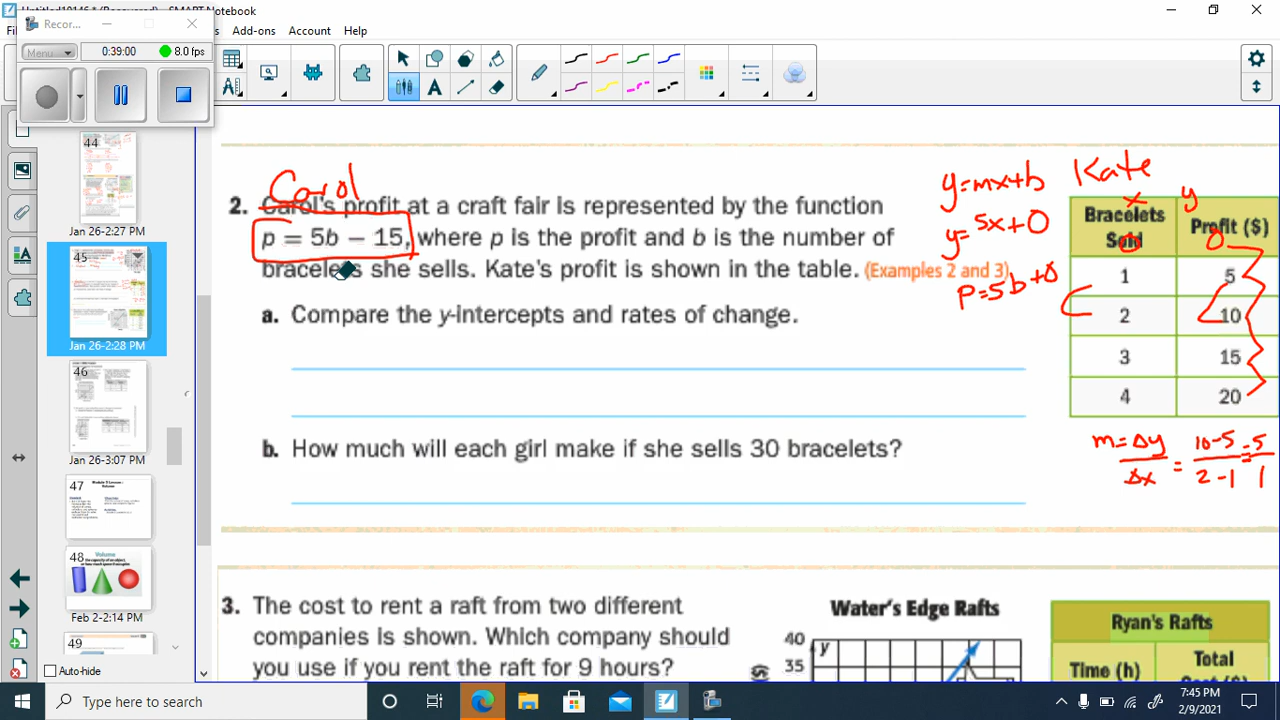 Recor...
SMART Notebook
Add-ons Account Help
Menu
0:39:00
8.0 fps
44
Jan 26-2:27 PM
45
Jan 26-2:28 PM
46
Jan 26-3:07 PM
47
48
Volume
Feb 2-2:14 PM
49
Auto-hide
Carol
2. Carol's profit at a craft fair is represented by the function
p = 5b − 15, where p is the profit and b is the number of
bracelets she sells. Kate's profit is shown in the table. (Examples 2 and 3)
a. Compare the y-intercepts and rates of change.
b. How much will each girl make if she sells 30 bracelets?
y=mx+b
y=5x+0
P=5b+0
Kate
x y
Bracelets Sold Profit ($)
0 0
1 5
2 10
3 15
4 20
m=Δy/Δx = 10-5/2-1 = 5/1
3. The cost to rent a raft from two different
companies is shown. Which company should
you use if you rent the raft for 9 hours?
Water's Edge Rafts
40 y
35
($)
Ryan's Rafts
Time (h) Total
Cost ($)
Type here to search
7:45 PM
2/9/2021